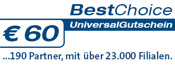 BestChoice
€ 60 UniversalGutschein
...190 Partner, mit über 23.000 Filialen.